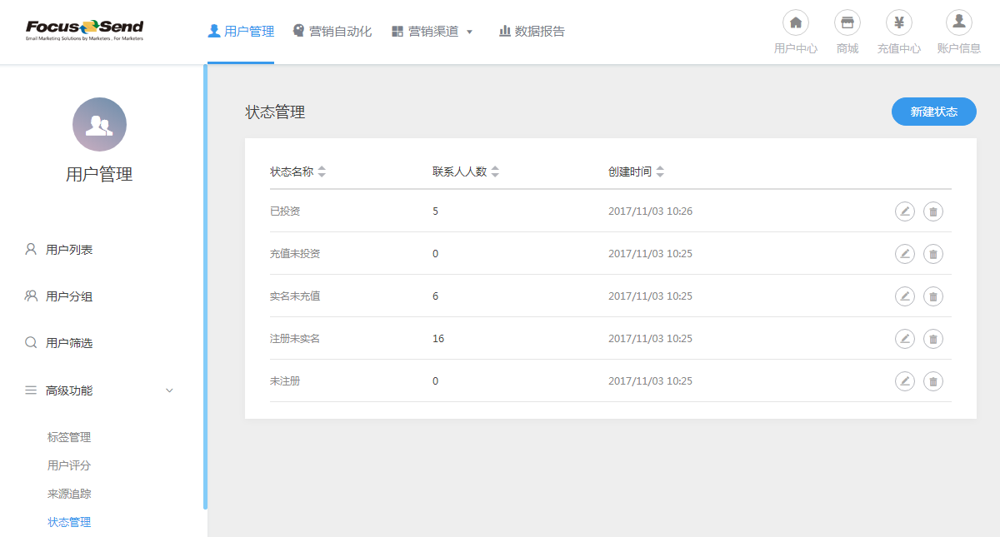 FocusSend
Email Marketing Solutions by Marketers , For Marketers
用户管理 营销自动化 营销渠道 数据报告
用户中心 商城 充值中心 账户信息
用户管理
用户列表
用户分组
用户筛选
高级功能
标签管理
用户评分
来源追踪
状态管理
状态管理 新建状态
状态名称 联系人人数 创建时间
已投资 5 2017/11/03 10:26
充值未投资 0 2017/11/03 10:25
实名未充值 6 2017/11/03 10:25
注册未实名 16 2017/11/03 10:25
未注册 0 2017/11/03 10:25